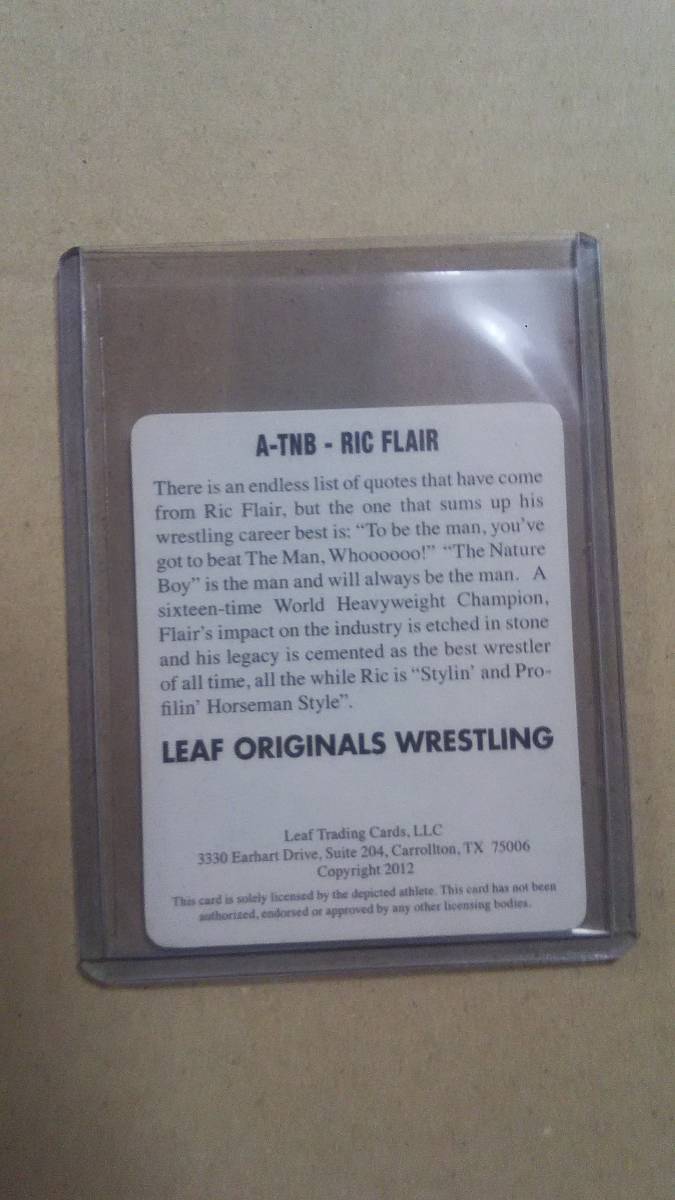 A-TNB - RIC FLAIR
There is an endless list of quotes that have come
from Ric Flair, but the one that sums up his
wrestling career best is: “To be the man, you’ve
got to beat The Man, Whoooooo!” “The Nature
Boy” is the man and will always be the man. A
sixteen-time World Heavyweight Champion,
Flair’s impact on the industry is etched in stone
and his legacy is cemented as the best wrestler
of all time, all the while Ric is “Stylin’ and Pro-
filin’ Horseman Style”.
LEAF ORIGINALS WRESTLING
Leaf Trading Cards, LLC
3330 Earhart Drive, Suite 204, Carrollton, TX 75006
Copyright 2012
This card is solely licensed by the depicted athlete. This card has not been
authorized, endorsed or approved by any other licensing bodies.